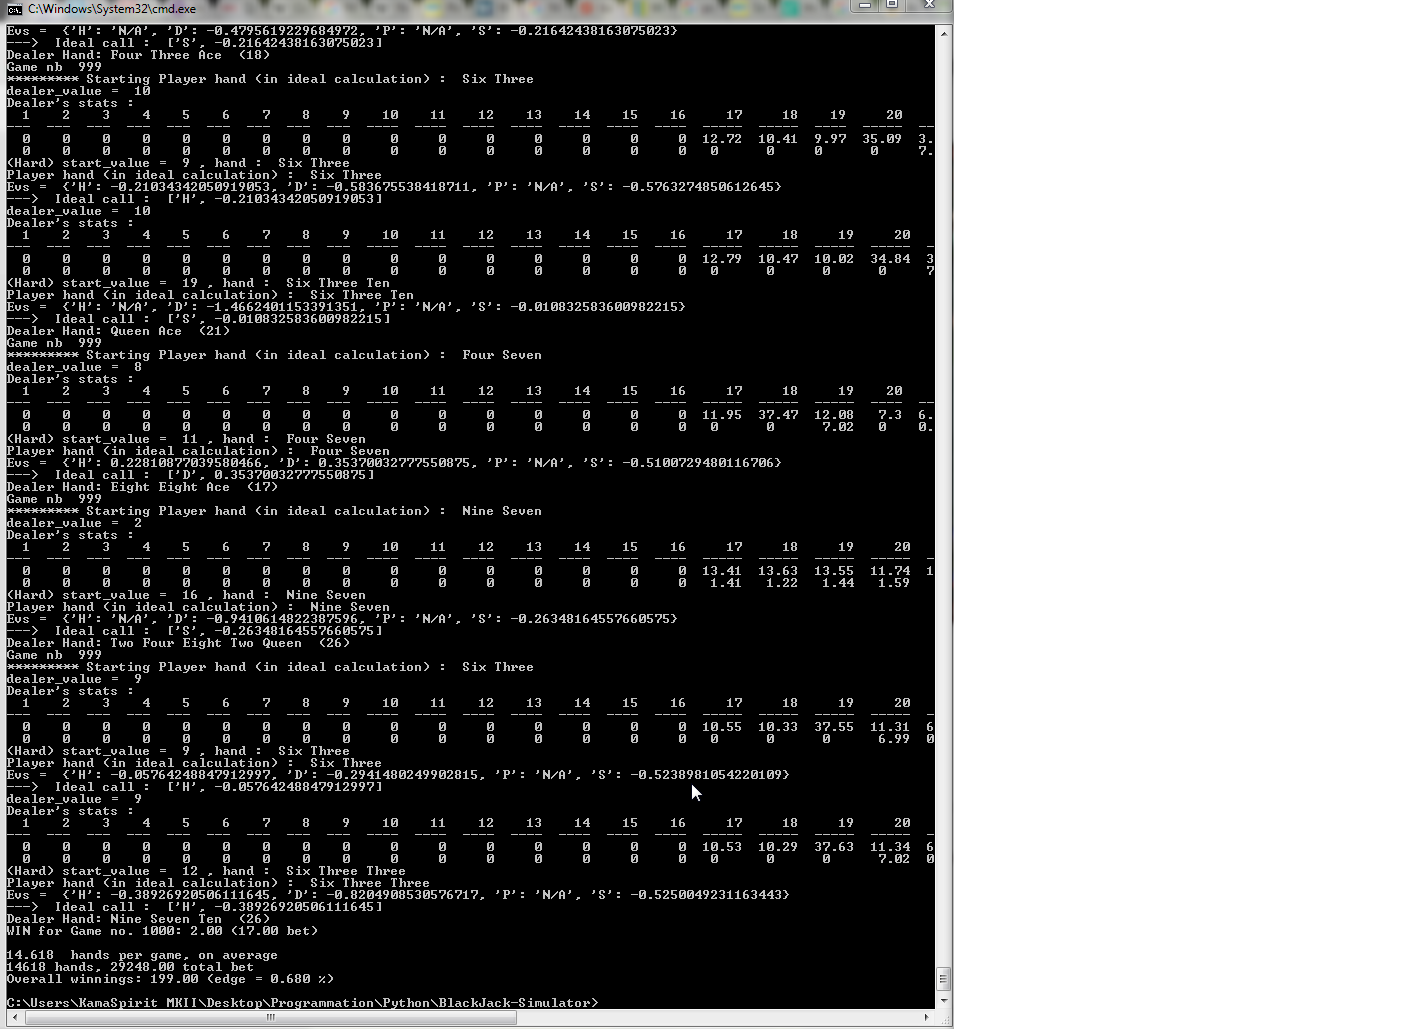 C:\Windows\System32\cmd.exe
Evs =  {'H': 'N/A', 'D': -0.4795619229684972, 'P': 'N/A', 'S': -0.21642438163075023}
--->  Ideal call :  ['S', -0.21642438163075023]
Dealer Hand: Four Three Ace  (18)
Game nb  999
********* Starting Player hand (in ideal calculation) :  Six Three
dealer_value =  10
Dealer's stats :
1 2 3 4 5 6 7 8 9 10 11 12 13 14 15 16 17 18 19 20
--- --- --- --- --- --- --- --- --- ---- ---- ---- ---- ---- ---- ---- ----- ----- ---- ----- --
0 0 0 0 0 0 0 0 0 0 0 0 0 0 0 0 12.72 10.41 9.97 35.09 3.
0 0 0 0 0 0 0 0 0 0 0 0 0 0 0 0 0 0 0 0 7.
(Hard) start_value =  9 , hand :  Six Three
Player hand (in ideal calculation) :  Six Three
Evs =  {'H': -0.21034342050919053, 'D': -0.583675538418711, 'P': 'N/A', 'S': -0.5763274850612645}
--->  Ideal call :  ['H', -0.21034342050919053]
dealer_value =  10
Dealer's stats :
1 2 3 4 5 6 7 8 9 10 11 12 13 14 15 16 17 18 19 20
--- --- --- --- --- --- --- --- --- ---- ---- ---- ---- ---- ---- ---- ----- ----- ----- ----- -
0 0 0 0 0 0 0 0 0 0 0 0 0 0 0 0 12.79 10.47 10.02 34.84 3
0 0 0 0 0 0 0 0 0 0 0 0 0 0 0 0 0 0 0 0 7
(Hard) start_value =  19 , hand :  Six Three Ten
Player hand (in ideal calculation) :  Six Three Ten
Evs =  {'H': 'N/A', 'D': -1.4662401153391351, 'P': 'N/A', 'S': -0.010832583600982215}
--->  Ideal call :  ['S', -0.010832583600982215]
Dealer Hand: Queen Ace  (21)
Game nb  999
********* Starting Player hand (in ideal calculation) :  Four Seven
dealer_value =  8
Dealer's stats :
1 2 3 4 5 6 7 8 9 10 11 12 13 14 15 16 17 18 19 20
--- --- --- --- --- --- --- --- --- ---- ---- ---- ---- ---- ---- ---- ----- ----- ----- ---- --
0 0 0 0 0 0 0 0 0 0 0 0 0 0 0 0 11.95 37.47 12.08 7.3 6.
0 0 0 0 0 0 0 0 0 0 0 0 0 0 0 0 0 0 7.02 0 0.
(Hard) start_value =  11 , hand :  Four Seven
Player hand (in ideal calculation) :  Four Seven
Evs =  {'H': 0.22810877039580466, 'D': 0.35370032777550875, 'P': 'N/A', 'S': -0.5100729480116706}
--->  Ideal call :  ['D', 0.35370032777550875]
Dealer Hand: Eight Eight Ace  (17)
Game nb  999
********* Starting Player hand (in ideal calculation) :  Nine Seven
dealer_value =  2
Dealer's stats :
1 2 3 4 5 6 7 8 9 10 11 12 13 14 15 16 17 18 19 20
--- --- --- --- --- --- --- --- --- ---- ---- ---- ---- ---- ---- ---- ----- ----- ----- ----- -
0 0 0 0 0 0 0 0 0 0 0 0 0 0 0 0 13.41 13.63 13.55 11.74 1
0 0 0 0 0 0 0 0 0 0 0 0 0 0 0 0 1.41 1.22 1.44 1.59
(Hard) start_value =  16 , hand :  Nine Seven
Player hand (in ideal calculation) :  Nine Seven
Evs =  {'H': 'N/A', 'D': -0.9410614822387596, 'P': 'N/A', 'S': -0.26348164557660575}
--->  Ideal call :  ['S', -0.26348164557660575]
Dealer Hand: Two Four Eight Two Queen  (26)
Game nb  999
********* Starting Player hand (in ideal calculation) :  Six Three
dealer_value =  9
Dealer's stats :
1 2 3 4 5 6 7 8 9 10 11 12 13 14 15 16 17 18 19 20
--- --- --- --- --- --- --- --- --- ---- ---- ---- ---- ---- ---- ---- ----- ----- ----- ----- -
0 0 0 0 0 0 0 0 0 0 0 0 0 0 0 0 10.55 10.33 37.55 11.31 6
0 0 0 0 0 0 0 0 0 0 0 0 0 0 0 0 0 0 0 6.99 0
(Hard) start_value =  9 , hand :  Six Three
Player hand (in ideal calculation) :  Six Three
Evs =  {'H': -0.05764248847912997, 'D': -0.2941480249902815, 'P': 'N/A', 'S': -0.5238981054220109}
--->  Ideal call :  ['H', -0.05764248847912997]
dealer_value =  9
Dealer's stats :
1 2 3 4 5 6 7 8 9 10 11 12 13 14 15 16 17 18 19 20
--- --- --- --- --- --- --- --- --- ---- ---- ---- ---- ---- ---- ---- ----- ----- ----- ----- -
0 0 0 0 0 0 0 0 0 0 0 0 0 0 0 0 10.53 10.29 37.63 11.34 6
0 0 0 0 0 0 0 0 0 0 0 0 0 0 0 0 0 0 0 7.02 0
(Hard) start_value =  12 , hand :  Six Three Three
Player hand (in ideal calculation) :  Six Three Three
Evs =  {'H': -0.38926920506111645, 'D': -0.8204908530576717, 'P': 'N/A', 'S': -0.5250049231163443}
--->  Ideal call :  ['H', -0.38926920506111645]
Dealer Hand: Nine Seven Ten  (26)
WIN for Game no. 1000: 2.00 (17.00 bet)
14.618  hands per game, on average
14618 hands, 29248.00 total bet
Overall winnings: 199.00 (edge = 0.680 %)
C:\Users\KamaSpirit MKII\Desktop\Programmation\Python\BlackJack-Simulator>